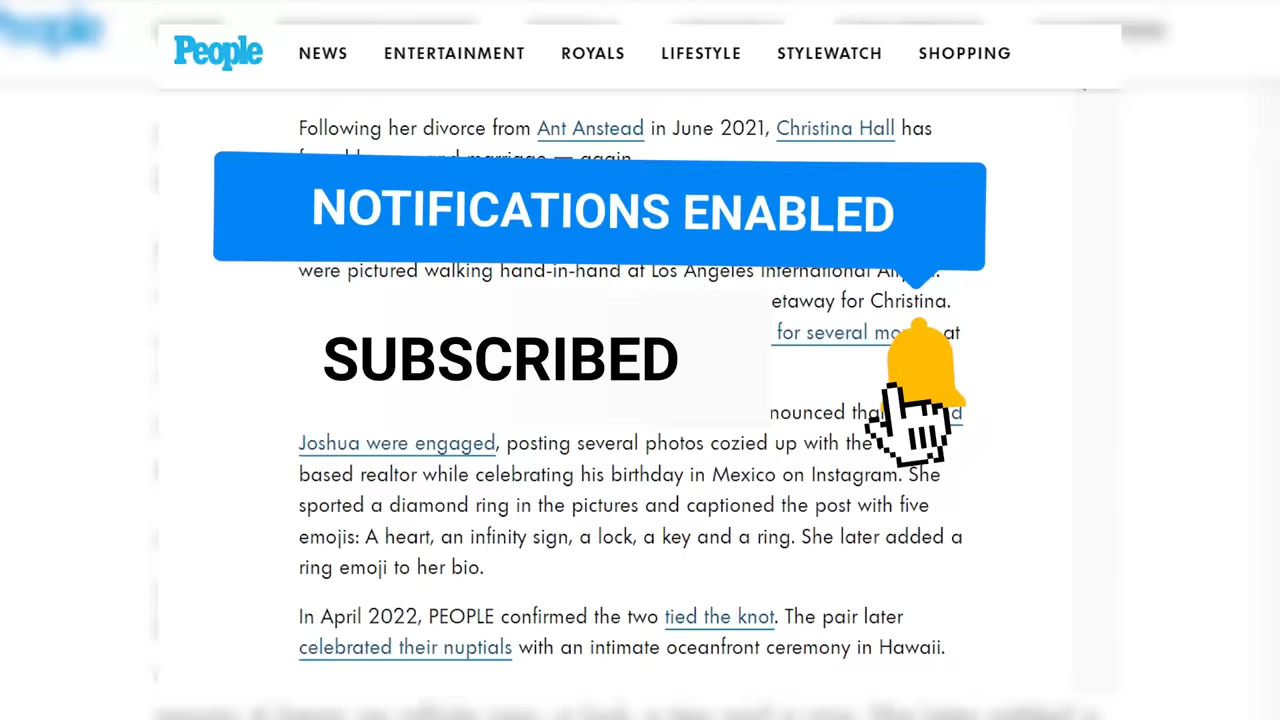 People NEWS ENTERTAINMENT ROYALS LIFESTYLE STYLEWATCH SHOPPING
Following her divorce from Ant Anstead in June 2021, Christina Hall has
and marriage — again.
NOTIFICATIONS ENABLED
were pictured walking hand-in-hand at Los Angeles International
etaway for Christina.
for several at
SUBSCRIBED
nounced tha
Joshua were engaged, posting several photos cozied up with the
based realtor while celebrating his birthday in Mexico on Instagram. She
sported a diamond ring in the pictures and captioned the post with five
emojis: A heart, an infinity sign, a lock, a key and a ring. She later added a
ring emoji to her bio.
In April 2022, PEOPLE confirmed the two tied the knot. The pair later
celebrated their nuptials with an intimate oceanfront ceremony in Hawaii.